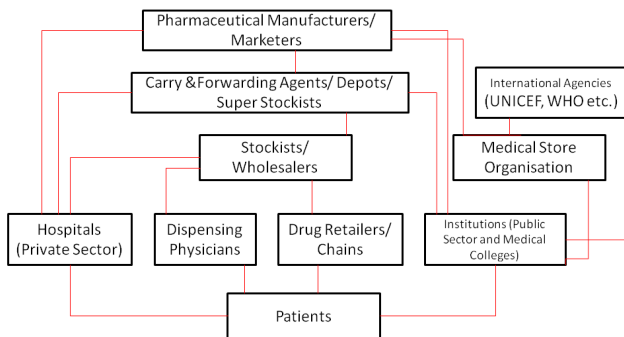 Pharmaceutical Manufacturers/
Marketers
Carry &Forwarding Agents/ Depots/
Super Stockists
International Agencies
(UNICEF, WHO etc.)
Stockists/
Wholesalers
Medical Store
Organisation
Hospitals
(Private Sector)
Dispensing
Physicians
Drug Retailers/
Chains
Institutions (Public
Sector and Medical
Colleges)
Patients